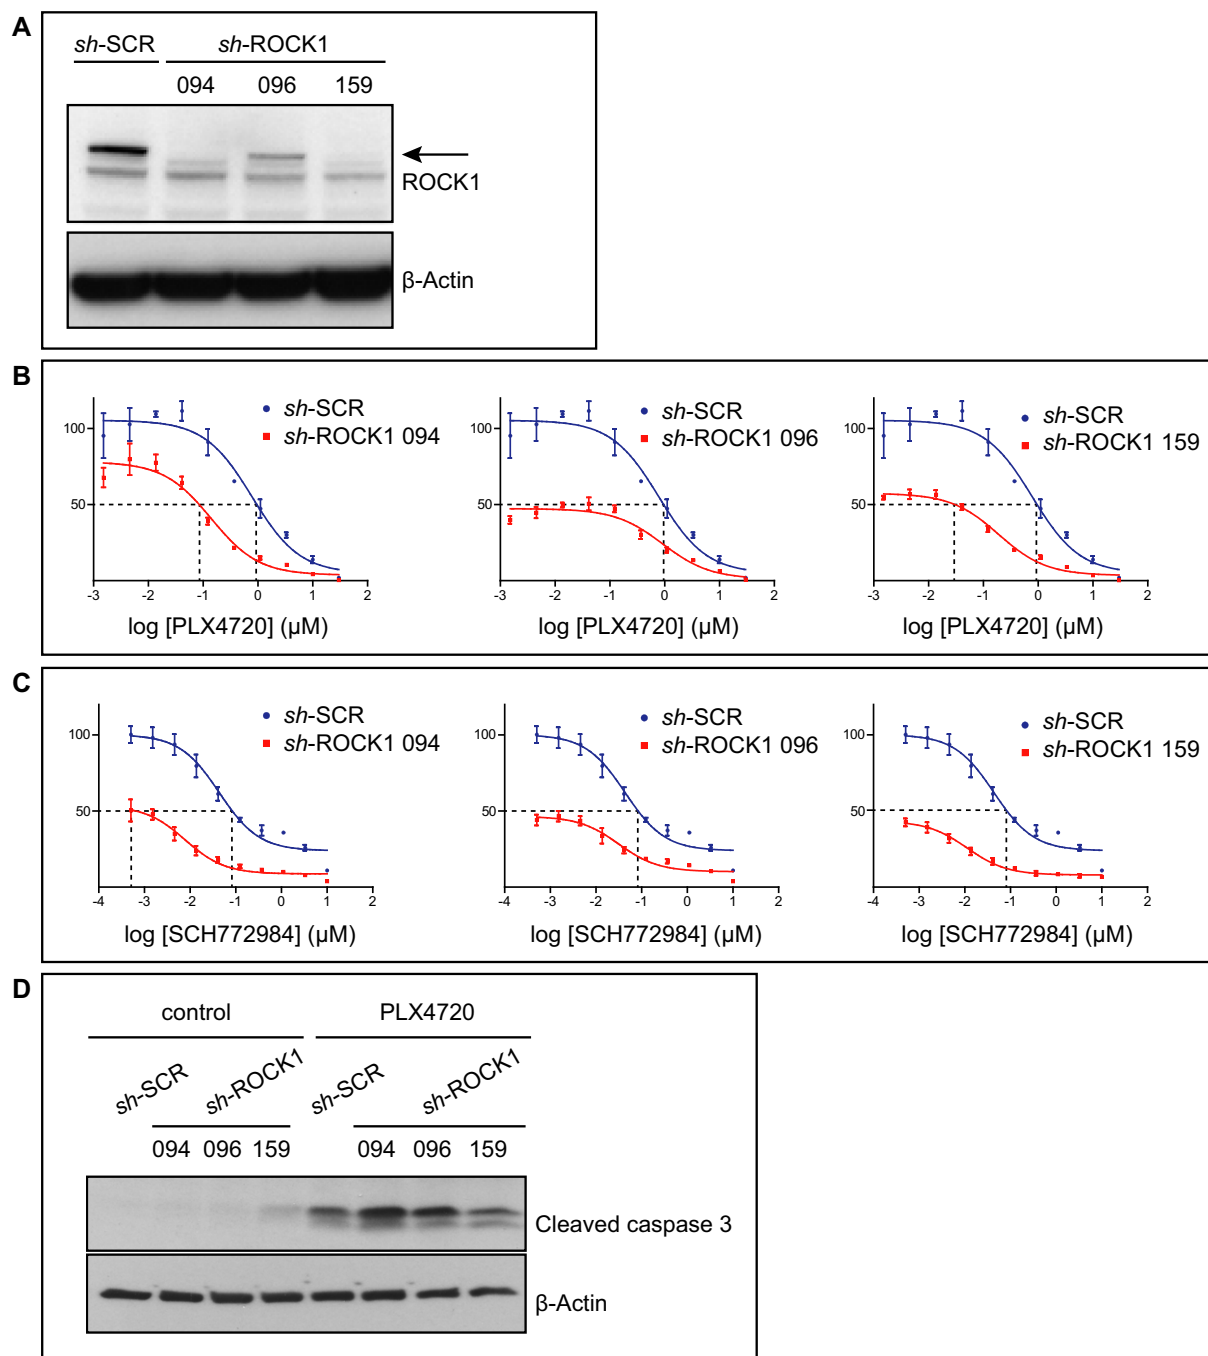 A
sh-SCR sh-ROCK1
094 096 159
ROCK1
β-Actin
B
100
50
-3 -2 -1 0 1 2
log [PLX4720] (µM)
sh-SCR
sh-ROCK1 094
100
50
-3 -2 -1 0 1 2
log [PLX4720] (µM)
sh-SCR
sh-ROCK1 096
100
50
-3 -2 -1 0 1 2
log [PLX4720] (µM)
sh-SCR
sh-ROCK1 159
C
100
50
-4 -3 -2 -1 0 1 2
log [SCH772984] (µM)
sh-SCR
sh-ROCK1 094
100
50
-4 -3 -2 -1 0 1 2
log [SCH772984] (µM)
sh-SCR
sh-ROCK1 096
100
50
-4 -3 -2 -1 0 1 2
log [SCH772984] (µM)
sh-SCR
sh-ROCK1 159
D
control PLX4720
sh-SCR sh-ROCK1 sh-SCR sh-ROCK1
094 096 159 094 096 159
Cleaved caspase 3
β-Actin